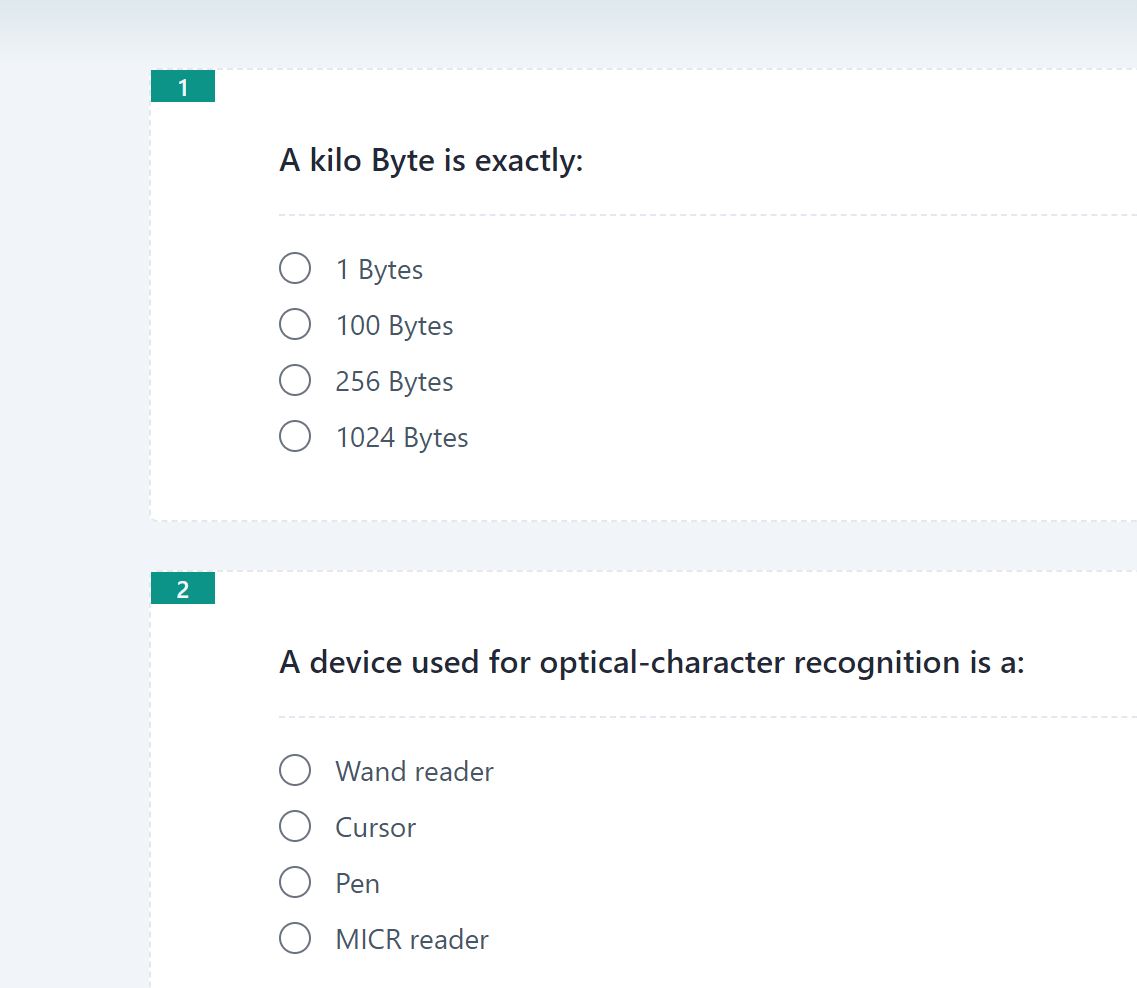 1
A kilo Byte is exactly:
1 Bytes
100 Bytes
256 Bytes
1024 Bytes
2
A device used for optical-character recognition is a:
Wand reader
Cursor
Pen
MICR reader